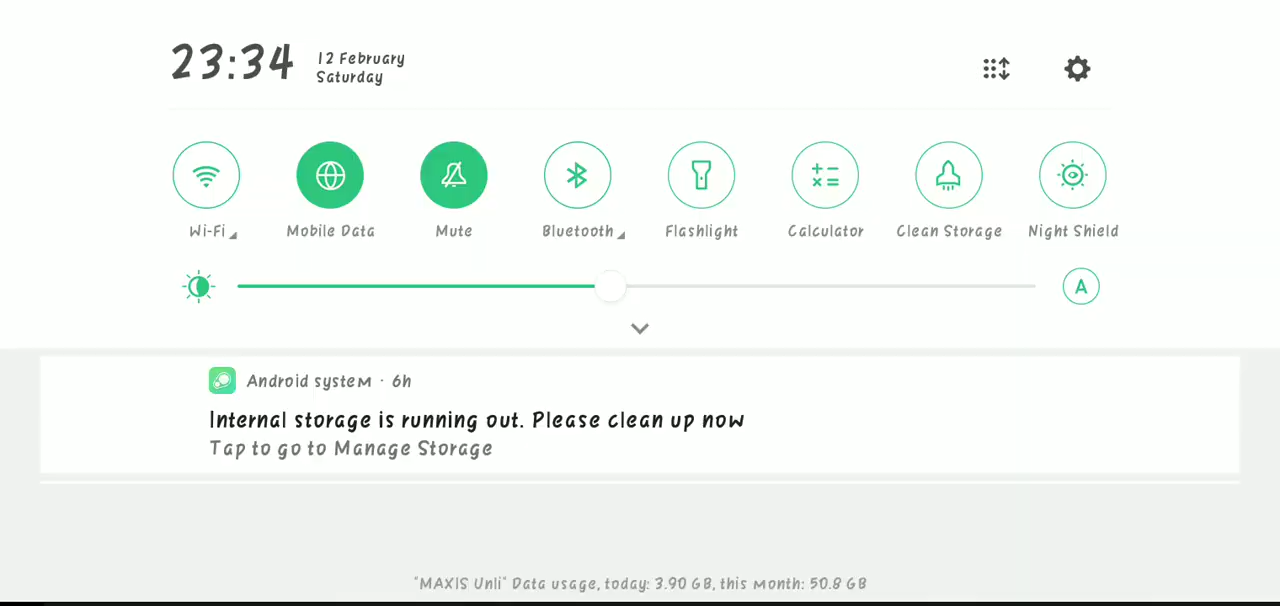 23:34
12 February
Saturday
Wi-Fi
Mobile Data
Mute
Bluetooth
Flashlight
Calculator
Clean Storage
Night Shield
A
Android system · 6h
Internal storage is running out. Please clean up now
Tap to go to Manage Storage
"MAXIS Unli" Data usage, today: 3.90 GB, this month: 50.8 GB